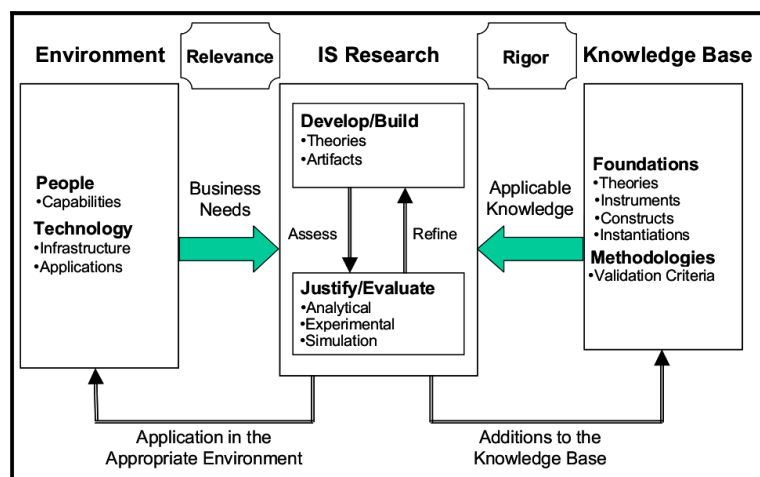 Environment
Relevance
IS Research
Rigor
Knowledge Base
People
•Capabilities
Technology
•Infrastructure
•Applications
Business
Needs
Develop/Build
•Theories
•Artifacts
Assess
Refine
Justify/Evaluate
•Analytical
•Experimental
•Simulation
Applicable
Knowledge
Foundations
•Theories
•Instruments
•Constructs
•Instantiations
Methodologies
•Validation Criteria
Application in the
Appropriate Environment
Additions to the
Knowledge Base